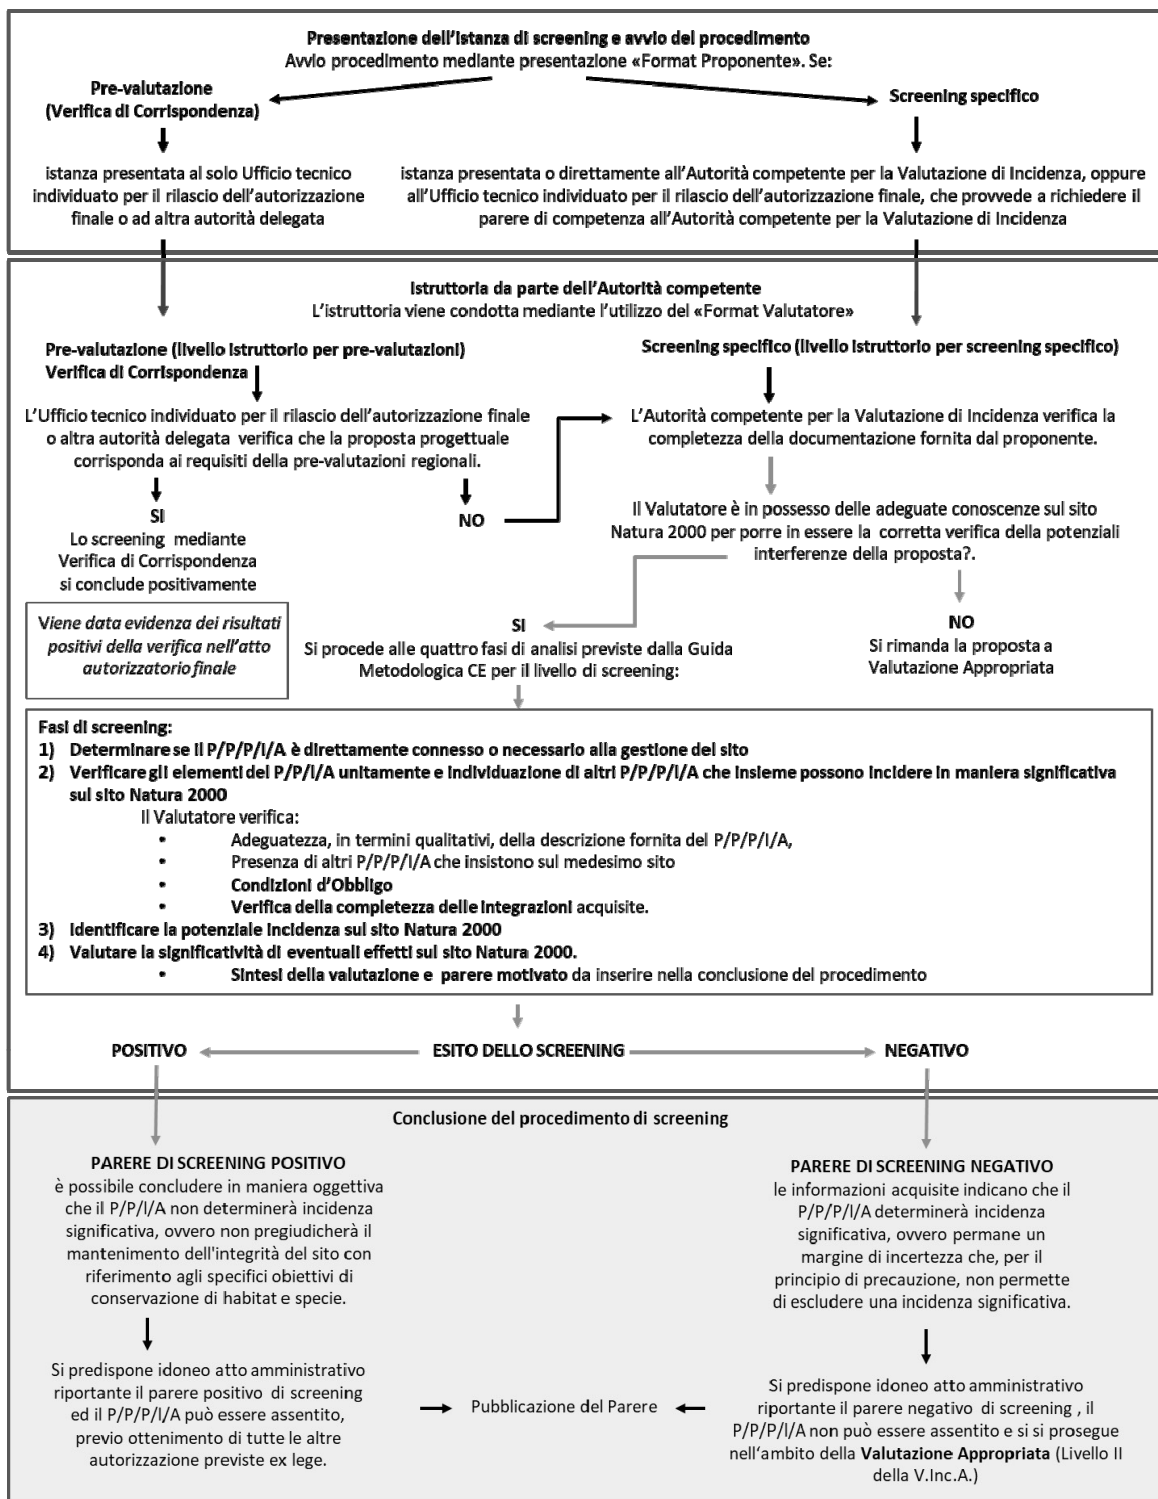 Presentazione dell'istanza di screening e avvio del procedimento
Avvio procedimento mediante presentazione «Format Proponente». Se:
Pre-valutazione
(Verifica di Corrispondenza)
Screening specifico
istanza presentata al solo Ufficio tecnico
individuato per il rilascio dell'autorizzazione
finale o ad altra autorità delegata
istanza presentata o direttamente all'Autorità competente per la Valutazione di Incidenza, oppure
all'Ufficio tecnico individuato per il rilascio dell'autorizzazione finale, che provvede a richiedere il
parere di competenza all'Autorità competente per la Valutazione di Incidenza
Istruttoria da parte dell'Autorità competente
L'istruttoria viene condotta mediante l'utilizzo del «Format Valutatore»
Pre-valutazione (livello istruttorio per pre-valutazioni)
Verifica di Corrispondenza
Screening specifico (livello istruttorio per screening specifico)
L'Ufficio tecnico individuato per il rilascio dell'autorizzazione finale
o altra autorità delegata verifica che la proposta progettuale
corrisponda ai requisiti della pre-valutazioni regionali.
L'Autorità competente per la Valutazione di Incidenza verifica la
completezza della documentazione fornita dal proponente.
SI
Lo screening mediante
Verifica di Corrispondenza
si conclude positivamente
NO
Il Valutatore è in possesso delle adeguate conoscenze sul sito
Natura 2000 per porre in essere la corretta verifica della potenziali
interferenze della proposta?.
Viene data evidenza dei risultati
positivi della verifica nell'atto
autorizzatorio finale
SI
Si procede alle quattro fasi di analisi previste dalla Guida
Metodologica CE per il livello di screening:
NO
Si rimanda la proposta a
Valutazione Appropriata
Fasi di screening:
1) Determinare se il P/P/P/I/A è direttamente connesso o necessario alla gestione del sito
2) Verificare gli elementi del P/P/I/A unitamente e individuazione di altri P/P/P/I/A che insieme possono incidere in maniera significativa
sul sito Natura 2000
Il Valutatore verifica:
• Adeguatezza, in termini qualitativi, della descrizione fornita del P/P/P/I/A,
• Presenza di altri P/P/P/I/A che insistono sul medesimo sito
• Condizioni d'Obbligo
• Verifica della completezza delle integrazioni acquisite.
3) Identificare la potenziale incidenza sul sito Natura 2000
4) Valutare la significatività di eventuali effetti sul sito Natura 2000.
• Sintesi della valutazione e parere motivato da inserire nella conclusione del procedimento
POSITIVO
ESITO DELLO SCREENING
NEGATIVO
Conclusione del procedimento di screening
PARERE DI SCREENING POSITIVO
è possibile concludere in maniera oggettiva
che il P/P/I/A non determinerà incidenza
significativa, ovvero non pregiudicherà il
mantenimento dell'integrità del sito con
riferimento agli specifici obiettivi di
conservazione di habitat e specie.
PARERE DI SCREENING NEGATIVO
le informazioni acquisite indicano che il
P/P/P/I/A determinerà incidenza
significativa, ovvero permane un
margine di incertezza che, per il
principio di precauzione, non permette
di escludere una incidenza significativa.
Si predispone idoneo atto amministrativo
riportante il parere positivo di screening
ed il P/P/P/I/A può essere assentito,
previo ottenimento di tutte le altre
autorizzazione previste ex lege.
Pubblicazione del Parere
Si predispone idoneo atto amministrativo
riportante il parere negativo di screening , il
P/P/P/I/A non può essere assentito e si si prosegue
nell'ambito della Valutazione Appropriata (Livello II
della V.Inc.A.)